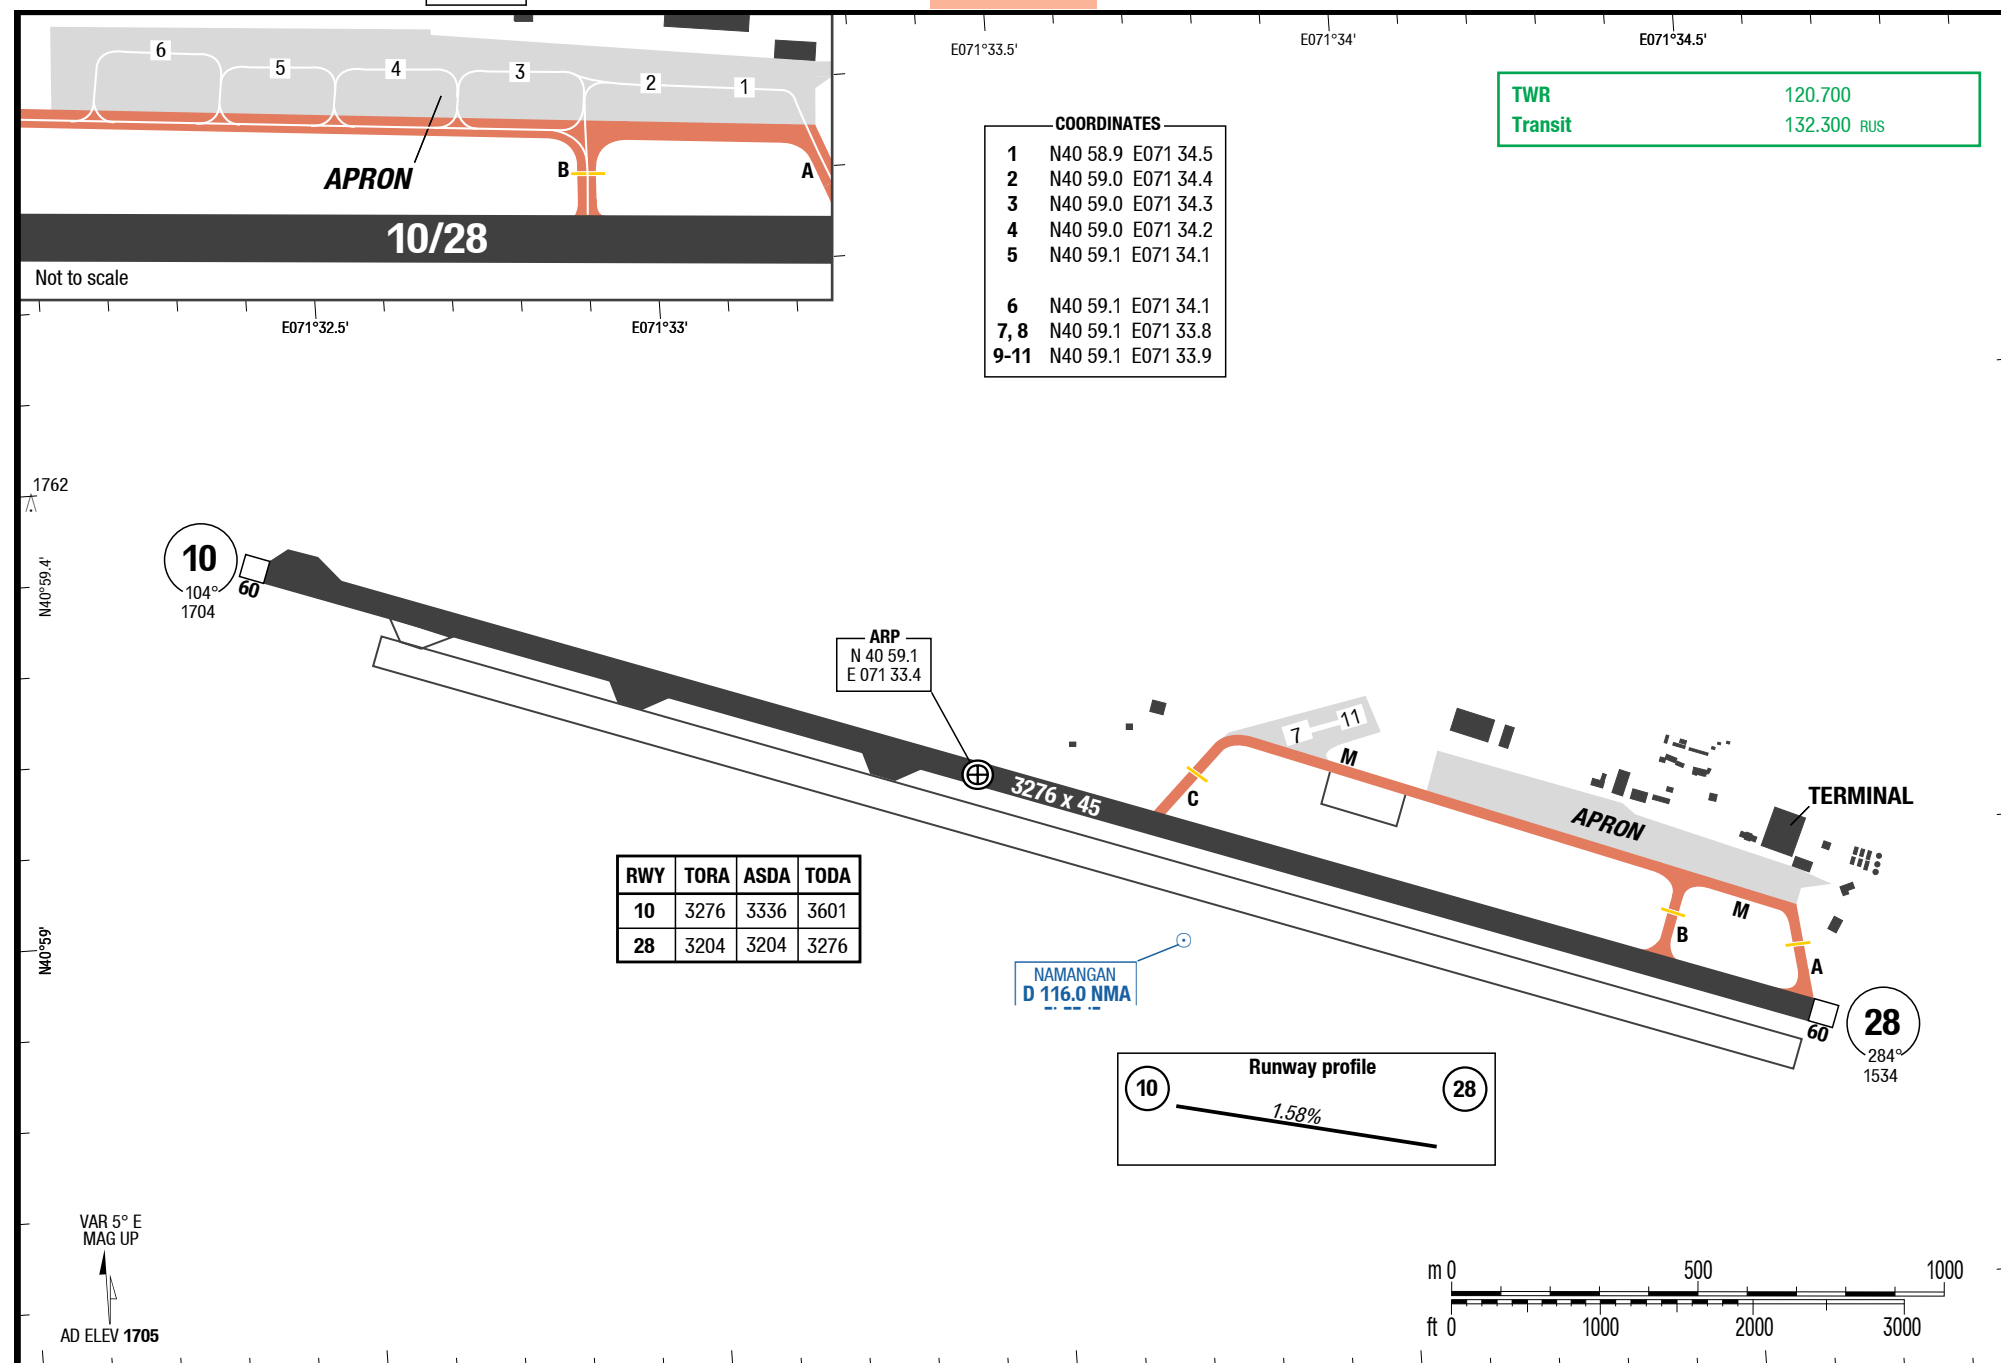 6
5
4
3
2
1
APRON
B
A
10/28
Not to scale
E071°32.5'
E071°33'
E071°33.5'
E071°34'
E071°34.5'
TWR 120.700
Transit 132.300 RUS
COORDINATES
1 N40 58.9 E071 34.5
2 N40 59.0 E071 34.4
3 N40 59.0 E071 34.3
4 N40 59.0 E071 34.2
5 N40 59.1 E071 34.1
6 N40 59.1 E071 34.1
7, 8 N40 59.1 E071 33.8
9-11 N40 59.1 E071 33.9
1762
N40°59.4'
10
104°
1704
60
ARP
N 40 59.1
E 071 33.4
3276 x 45
7
11
M
C
APRON
TERMINAL
M
B
A
60
28
284°
1534
RWY TORA ASDA TODA
10 3276 3336 3601
28 3204 3204 3276
N40°59'
NAMANGAN
D 116.0 NMA
Runway profile
10
28
1.58%
VAR 5° E
MAG UP
AD ELEV 1705
m 0 500 1000
ft 0 1000 2000 3000